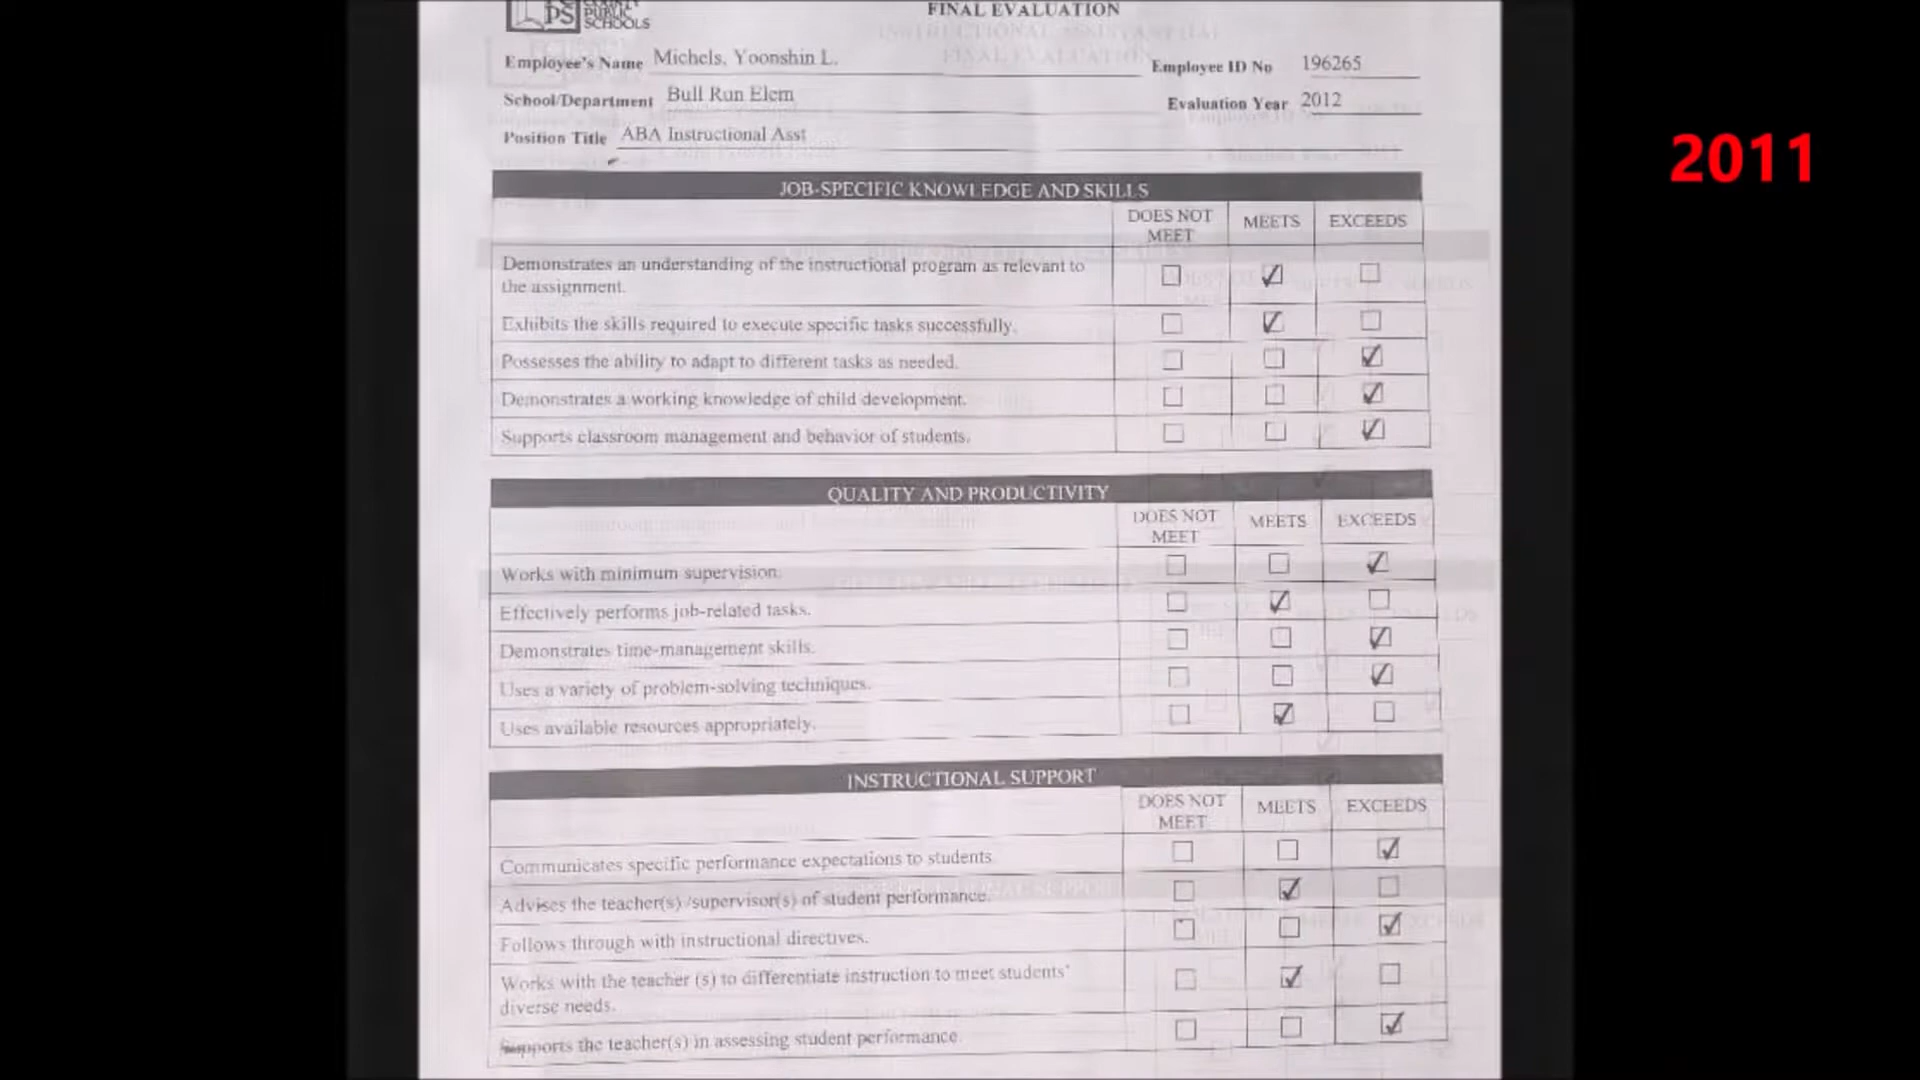 PS
COUNTY
PUBLIC
SCHOOLS
FINAL EVALUATION
Employee's Name Michels, Yoonshin L.
Employee ID No 196265
School/Department Bull Run Elem
Evaluation Year 2012
Position Title ABA Instructional Asst
2011
JOB-SPECIFIC KNOWLEDGE AND SKILLS
DOES NOT MEET MEETS EXCEEDS
Demonstrates an understanding of the instructional program as relevant to
the assignment.
Exhibits the skills required to execute specific tasks successfully.
Possesses the ability to adapt to different tasks as needed.
Demonstrates a working knowledge of child development.
Supports classroom management and behavior of students.
QUALITY AND PRODUCTIVITY
DOES NOT MEET MEETS EXCEEDS
Works with minimum supervision.
Effectively performs job-related tasks.
Demonstrates time-management skills.
Uses a variety of problem-solving techniques.
Uses available resources appropriately.
INSTRUCTIONAL SUPPORT
DOES NOT MEET MEETS EXCEEDS
Communicates specific performance expectations to students
Advises the teacher(s) /supervisor(s) of student performance.
Follows through with instructional directives.
Works with the teacher (s) to differentiate instruction to meet students'
diverse needs.
Supports the teacher(s) in assessing student performance.